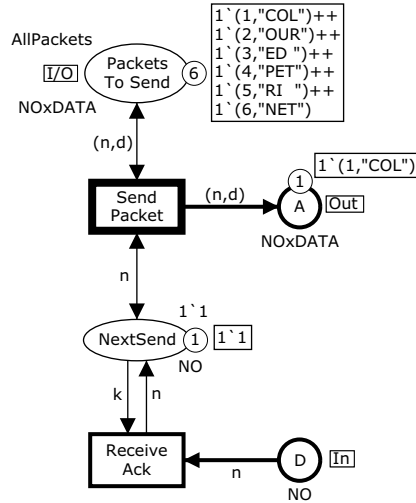 AllPackets
I/O
Packets
To Send
6
1`(1,"COL")++
1`(2,"OUR")++
1`(3,"ED ")++
1`(4,"PET")++
1`(5,"RI  ")++
1`(6,"NET")
NOxDATA
(n,d)
1`(1,"COL")
1
Send
Packet
(n,d)
A
Out
NOxDATA
n
1`1
NextSend
1
1`1
NO
k
n
Receive
Ack
n
D
In
NO